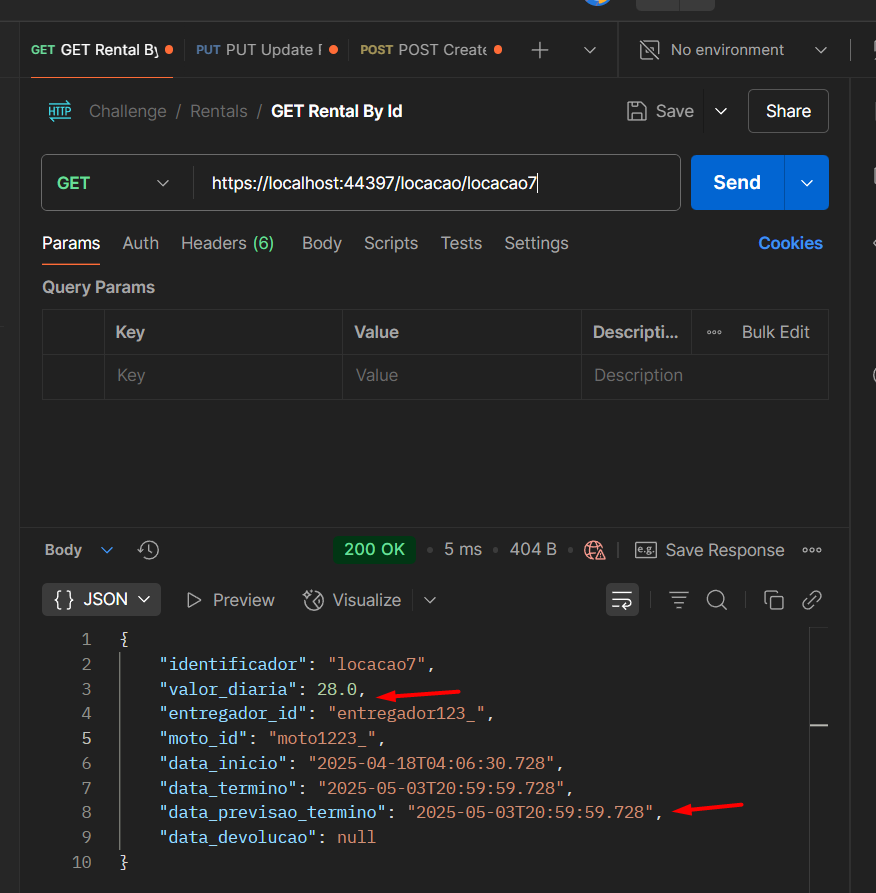 GET GET Rental By PUT PUT Update POST POST Create No environment
HTTP Challenge / Rentals / GET Rental By Id Save Share
GET https://localhost:44397/locacao/locacao7 Send
Params Auth Headers (6) Body Scripts Tests Settings Cookies
Query Params
Key Value Descripti... Bulk Edit
Key Value Description
Body 200 OK • 5 ms • 404 B • e.g. Save Response
{} JSON Preview Visualize
1 {
2 "identificador": "locacao7",
3 "valor_diaria": 28.0,
4 "entregador_id": "entregador123_",
5 "moto_id": "moto1223_",
6 "data_inicio": "2025-04-18T04:06:30.728",
7 "data_termino": "2025-05-03T20:59:59.728",
8 "data_previsao_termino": "2025-05-03T20:59:59.728",
9 "data_devolucao": null
10 }